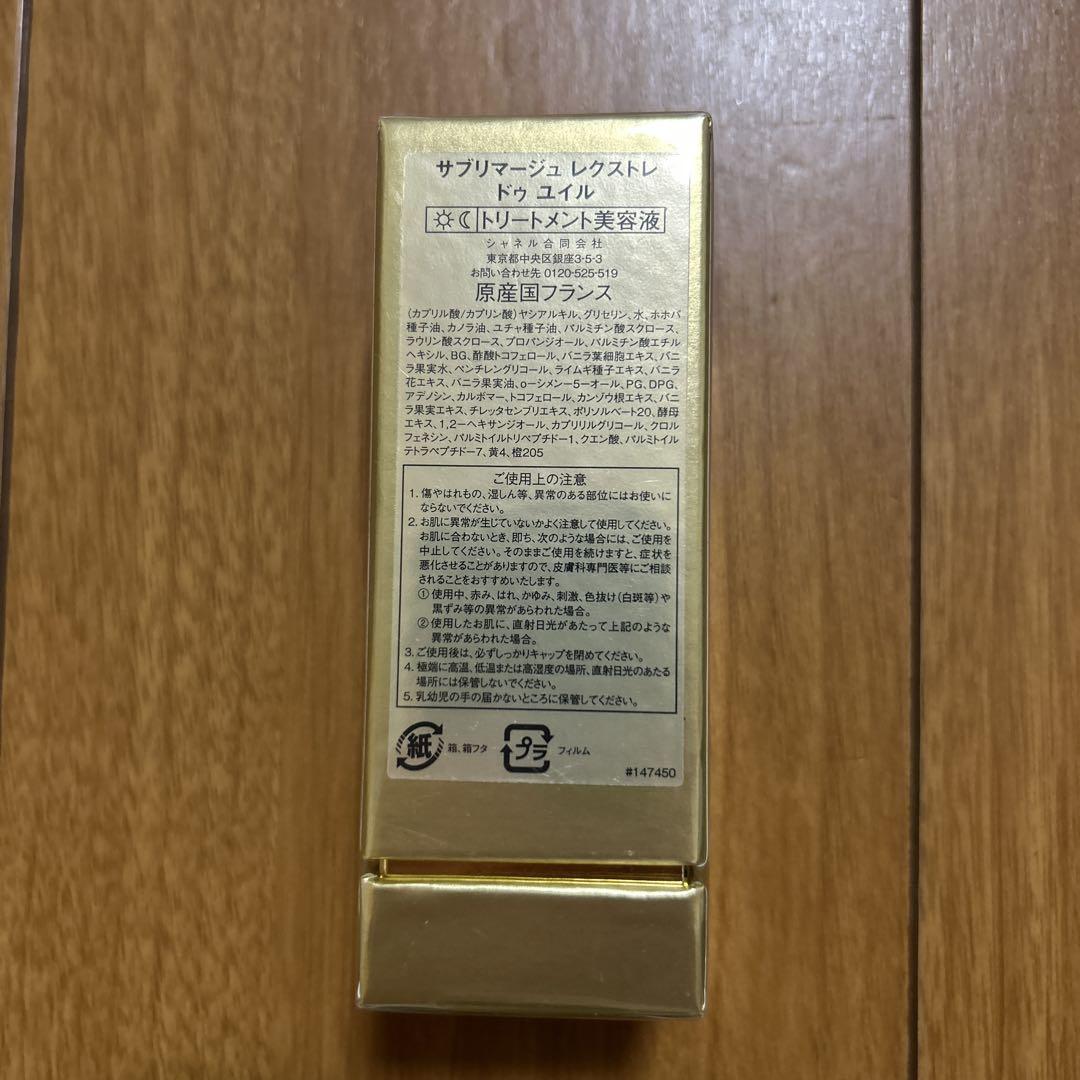 サブリマージュ レクストレ
ドゥ ユイル
トリートメント美容液
シャネル合同会社
東京都中央区銀座3-5-3
お問い合わせ先 0120-525-519
原産国フランス
(カプリル酸/カプリン酸)ヤシアルキル、グリセリン、水、ホホバ
種子油、カノラ油、ユチャ種子油、パルミチン酸スクロース、
ラウリン酸スクロース、プロパンジオール、パルミチン酸エチル
ヘキシル、BG、酢酸トコフェロール、バニラ葉細胞エキス、バニ
ラ果実水、ペンチレングリコール、ライムギ種子エキス、バニラ
花エキス、バニラ果実油、o－シメン－5－オール、PG、DPG、
アデノシン、カルボマー、トコフェロール、カンゾウ根エキス、バニ
ラ果実エキス、チレッタセンブリエキス、ポリソルベート20、酵母
エキス、1,2－ヘキサンジオール、カプリリルグリコール、クロル
フェネシン、パルミトイルトリペプチド－1、クエン酸、パルミトイル
テトラペプチド－7、黄4、橙205
ご使用上の注意
1. 傷やはれもの、湿しん等、異常のある部位にはお使いに
ならないでください。
2. お肌に異常が生じていないかよく注意して使用してください。
お肌に合わないとき、即ち、次のような場合には、ご使用を
中止してください。そのままご使用を続けますと、症状を
悪化させることがありますので、皮膚科専門医等にご相談
されることをおすすめいたします。
①使用中、赤み、はれ、かゆみ、刺激、色抜け(白斑等)や
黒ずみ等の異常があらわれた場合。
②使用したお肌に、直射日光があたって上記のような
異常があらわれた場合。
3. ご使用後は、必ずしっかりキャップを閉めてください。
4. 極端に高温、低温または高湿度の場所、直射日光のあたる
場所には保管しないでください。
5. 乳幼児の手の届かないところに保管してください。
紙 箱、箱フタ プラ フィルム
#147450